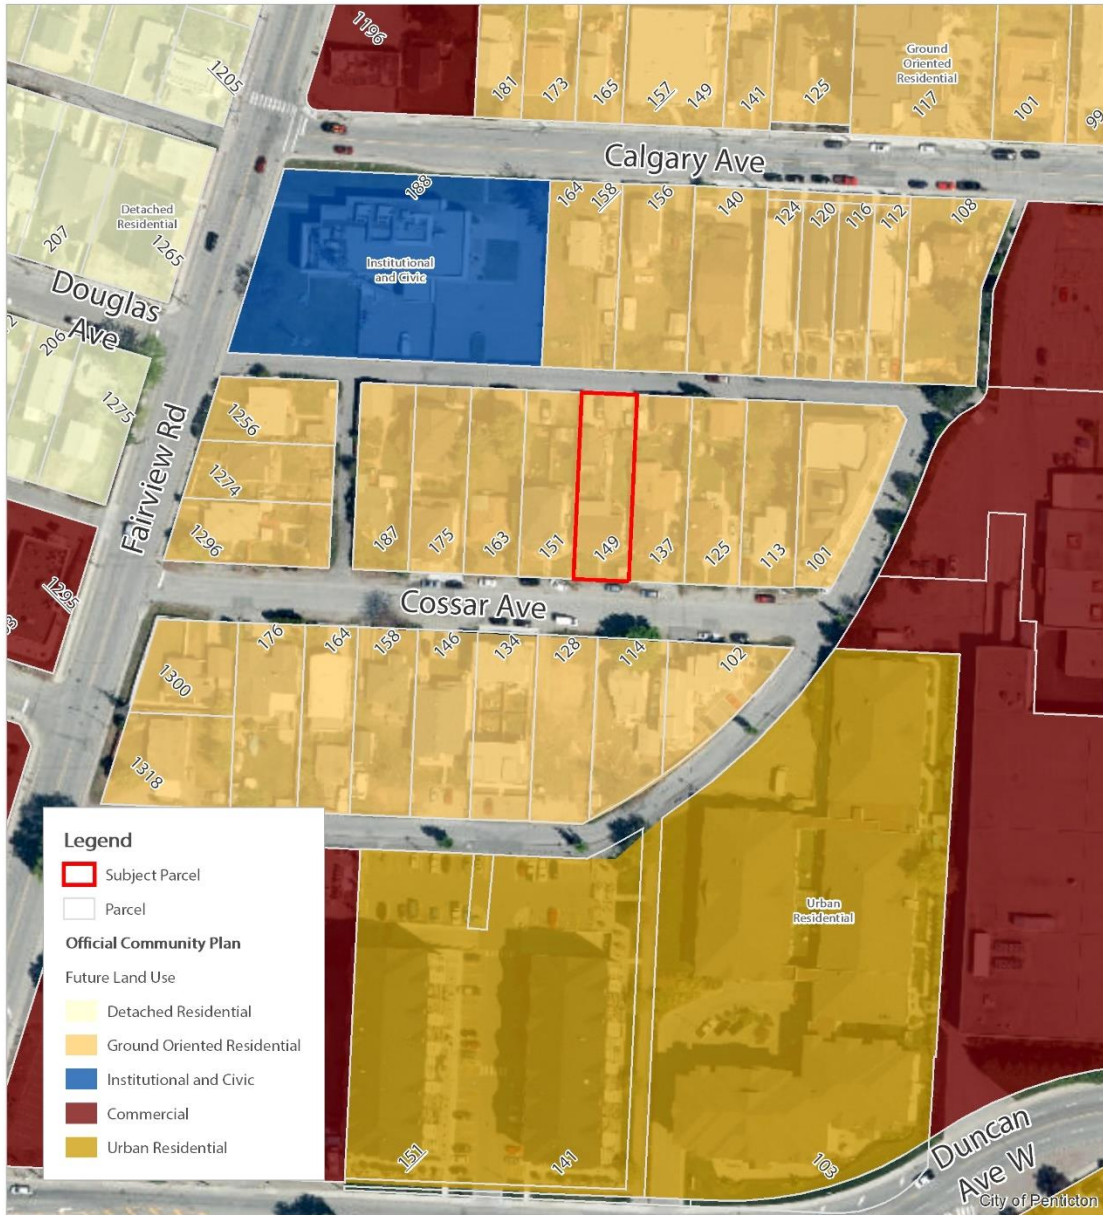 1196
1205
181
173
165
157
149
141
125
Ground
Oriented
Residential
117
101
99
Calgary Ave
188
164
158
156
140
124
120
116
112
108
Detached
Residential
207
1265
Institutional
and Civic
Douglas
Ave
206
1275
Fairview Rd
1256
1274
1296
187
175
163
151
149
137
125
113
101
1295
Cossar Ave
176
164
158
146
134
128
114
102
1300
1318
Legend
Subject Parcel
Parcel
Official Community Plan
Future Land Use
Detached Residential
Ground Oriented Residential
Institutional and Civic
Commercial
Urban Residential
Urban
Residential
151
141
103
Duncan
Ave W
City of Penticton